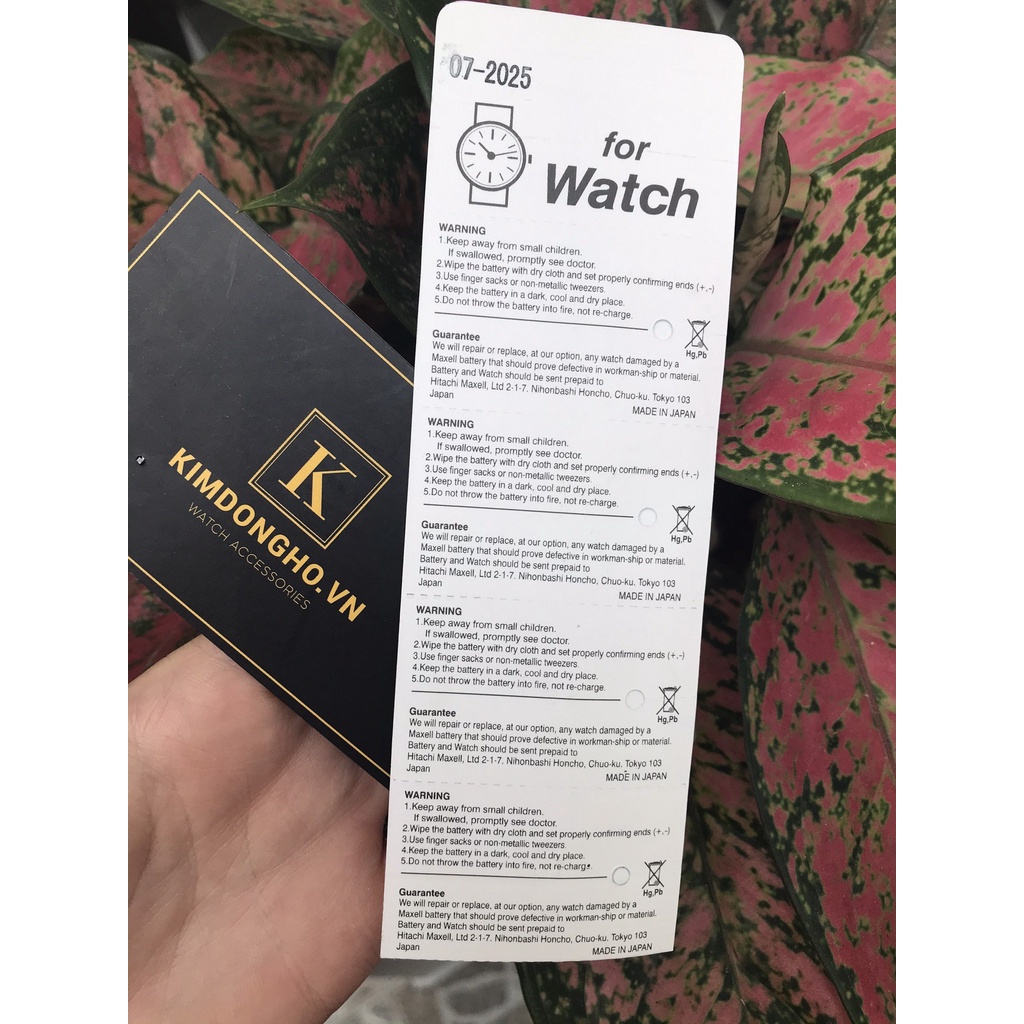 07-2025
for
Watch
WARNING
1.Keep away from small children.
If swallowed, promptly see doctor.
2.Wipe the battery with dry cloth and set properly confirming ends (+.-)
3.Use finger sacks or non-metallic tweezers.
4.Keep the battery in a dark, cool and dry place.
5.Do not throw the battery into fire, not re-charge.
Hg,Pb
Guarantee
We will repair or replace, at our option, any watch damaged by a
Maxell battery that should prove defective in workman-ship or material.
Battery and Watch should be sent prepaid to
Hitachi Maxell, Ltd 2-1-7. Nihonbashi Honcho, Chuo-ku. Tokyo 103
Japan
MADE IN JAPAN
WARNING
1.Keep away from small children.
If swallowed, promptly see doctor.
2.Wipe the battery with dry cloth and set properly confirming ends (+.-)
3.Use finger sacks or non-metallic tweezers.
4.Keep the battery in a dark, cool and dry place.
5.Do not throw the battery into fire, not re-charge.
Hg,Pb
Guarantee
We will repair or replace, at our option, any watch damaged by a
Maxell battery that should prove defective in workman-ship or material.
Battery and Watch should be sent prepaid to
Hitachi Maxell, Ltd 2-1-7. Nihonbashi Honcho, Chuo-ku. Tokyo 103
Japan
MADE IN JAPAN
WARNING
1.Keep away from small children.
If swallowed, promptly see doctor.
2.Wipe the battery with dry cloth and set properly confirming ends (+.-)
3.Use finger sacks or non-metallic tweezers.
4.Keep the battery in a dark, cool and dry place.
5.Do not throw the battery into fire, not re-charge.
Hg,Pb
Guarantee
We will repair or replace, at our option, any watch damaged by a
Maxell battery that should prove defective in workman-ship or material.
Battery and Watch should be sent prepaid to
Hitachi Maxell, Ltd 2-1-7. Nihonbashi Honcho, Chuo-ku. Tokyo 103
Japan
MADE IN JAPAN
WARNING
1.Keep away from small children.
If swallowed, promptly see doctor.
2.Wipe the battery with dry cloth and set properly confirming ends (+.-)
3.Use finger sacks or non-metallic tweezers.
4.Keep the battery in a dark, cool and dry place.
5.Do not throw the battery into fire, not re-charge.
Hg,Pb
Guarantee
We will repair or replace, at our option, any watch damaged by a
Maxell battery that should prove defective in workman-ship or material.
Battery and Watch should be sent prepaid to
Hitachi Maxell, Ltd 2-1-7. Nihonbashi Honcho, Chuo-ku. Tokyo 103
Japan
MADE IN JAPAN
K
KIMDONGHO.VN
WATCH ACCESSORIES